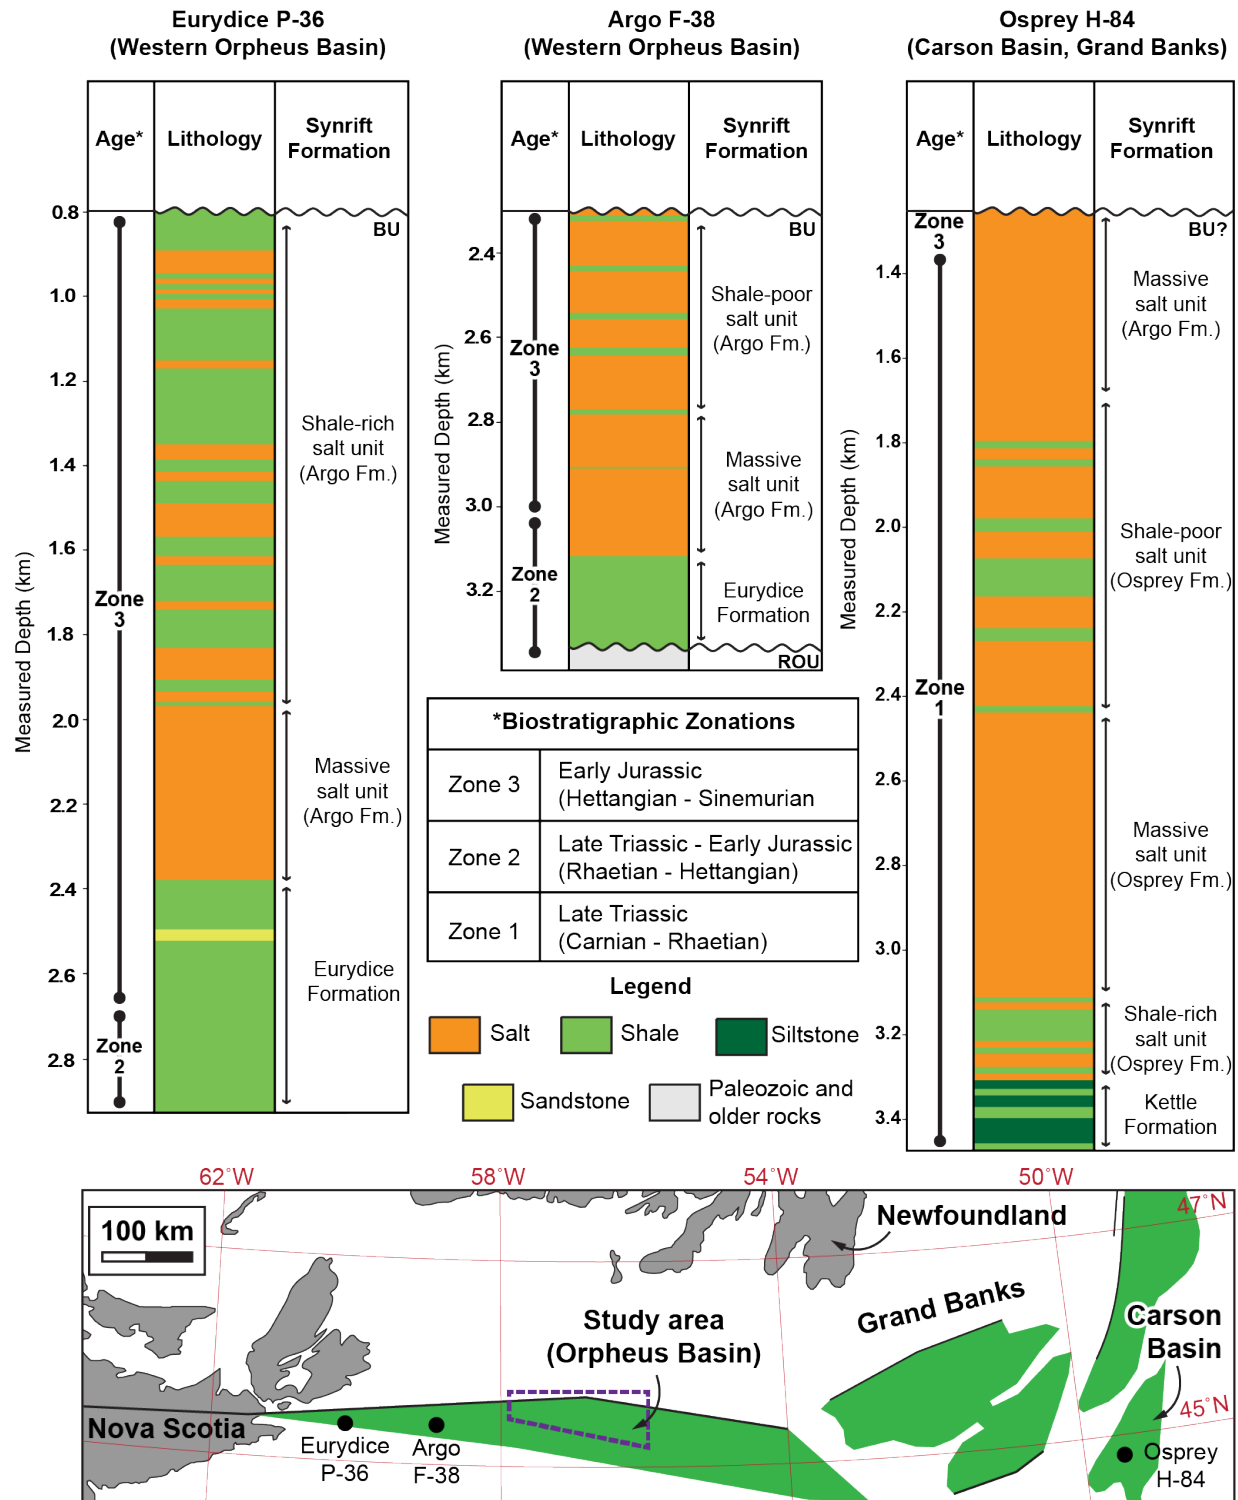 Eurydice P-36
(Western Orpheus Basin)
Age*
Lithology
Synrift
Formation
BU
0.8
1.0
1.2
1.4
1.6
1.8
2.0
2.2
2.4
2.6
2.8
Measured Depth (km)
Zone
3
Zone
2
Shale-rich
salt unit
(Argo Fm.)
Massive
salt unit
(Argo Fm.)
Eurydice
Formation
Argo F-38
(Western Orpheus Basin)
Age*
Lithology
Synrift
Formation
BU
2.4
2.6
2.8
3.0
3.2
Measured Depth (km)
Zone
3
Zone
2
Shale-poor
salt unit
(Argo Fm.)
Massive
salt unit
(Argo Fm.)
Eurydice
Formation
ROU
Osprey H-84
(Carson Basin, Grand Banks)
Age*
Lithology
Synrift
Formation
Zone
3
BU?
1.4
1.6
1.8
2.0
2.2
2.4
2.6
2.8
3.0
3.2
3.4
Measured Depth (km)
Zone
1
Massive
salt unit
(Argo Fm.)
Shale-poor
salt unit
(Osprey Fm.)
Massive
salt unit
(Osprey Fm.)
Shale-rich
salt unit
(Osprey Fm.)
Kettle
Formation
*Biostratigraphic Zonations
Zone 3
Early Jurassic
(Hettangian - Sinemurian
Zone 2
Late Triassic - Early Jurassic
(Rhaetian - Hettangian)
Zone 1
Late Triassic
(Carnian - Rhaetian)
Legend
Salt
Shale
Siltstone
Sandstone
Paleozoic and
older rocks
62°W
58°W
54°W
50°W
47°N
45°N
100 km
Newfoundland
Grand Banks
Carson
Basin
Study area
(Orpheus Basin)
Nova Scotia
Eurydice
P-36
Argo
F-38
Osprey
H-84